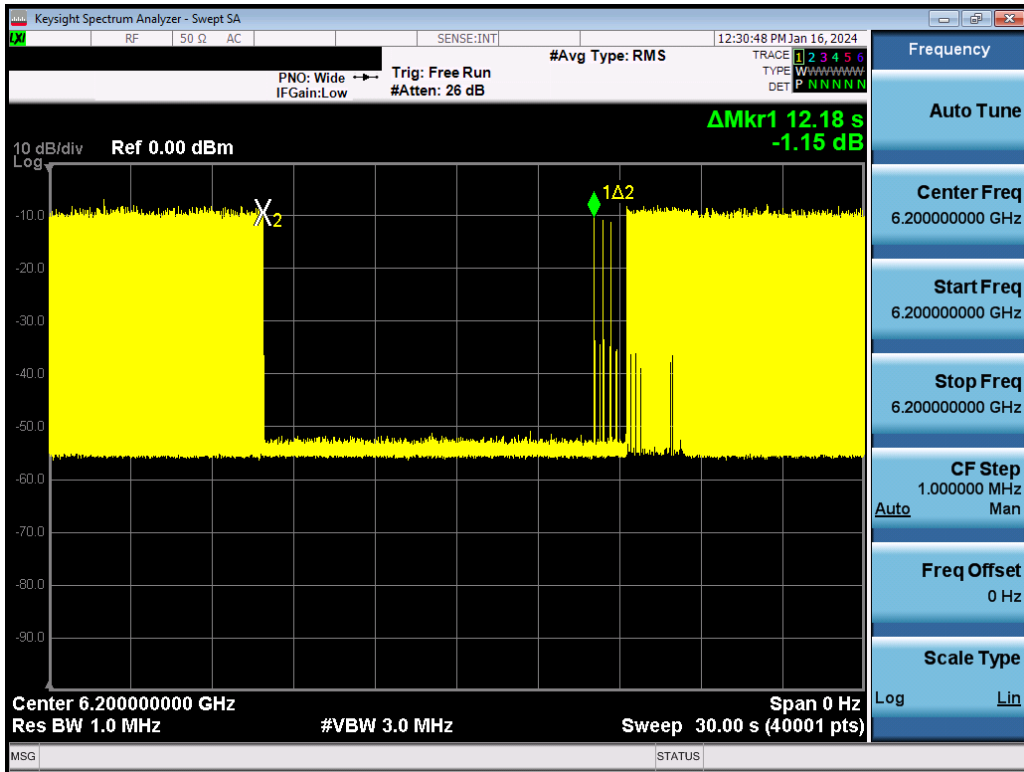 Keysight Spectrum Analyzer - Swept SA
LXI
RF
50 Ω
AC
SENSE:INT
12:30:48 PM Jan 16, 2024
PNO: Wide
IFGain:Low
Trig: Free Run
#Atten: 26 dB
#Avg Type: RMS
TRACE 1 2 3 4 5 6
TYPE W W W W W W
DET P N N N N N
ΔMkr1 12.18 s
-1.15 dB
10 dB/div
Log
Ref 0.00 dBm
-10.0
-20.0
-30.0
-40.0
-50.0
-60.0
-70.0
-80.0
-90.0
X2
1Δ2
Center 6.200000000 GHz
Res BW 1.0 MHz
#VBW 3.0 MHz
Span 0 Hz
Sweep 30.00 s (40001 pts)
MSG
STATUS
Frequency
Auto Tune
Center Freq
6.200000000 GHz
Start Freq
6.200000000 GHz
Stop Freq
6.200000000 GHz
CF Step
1.000000 MHz
Auto Man
Freq Offset
0 Hz
Scale Type
Log Lin